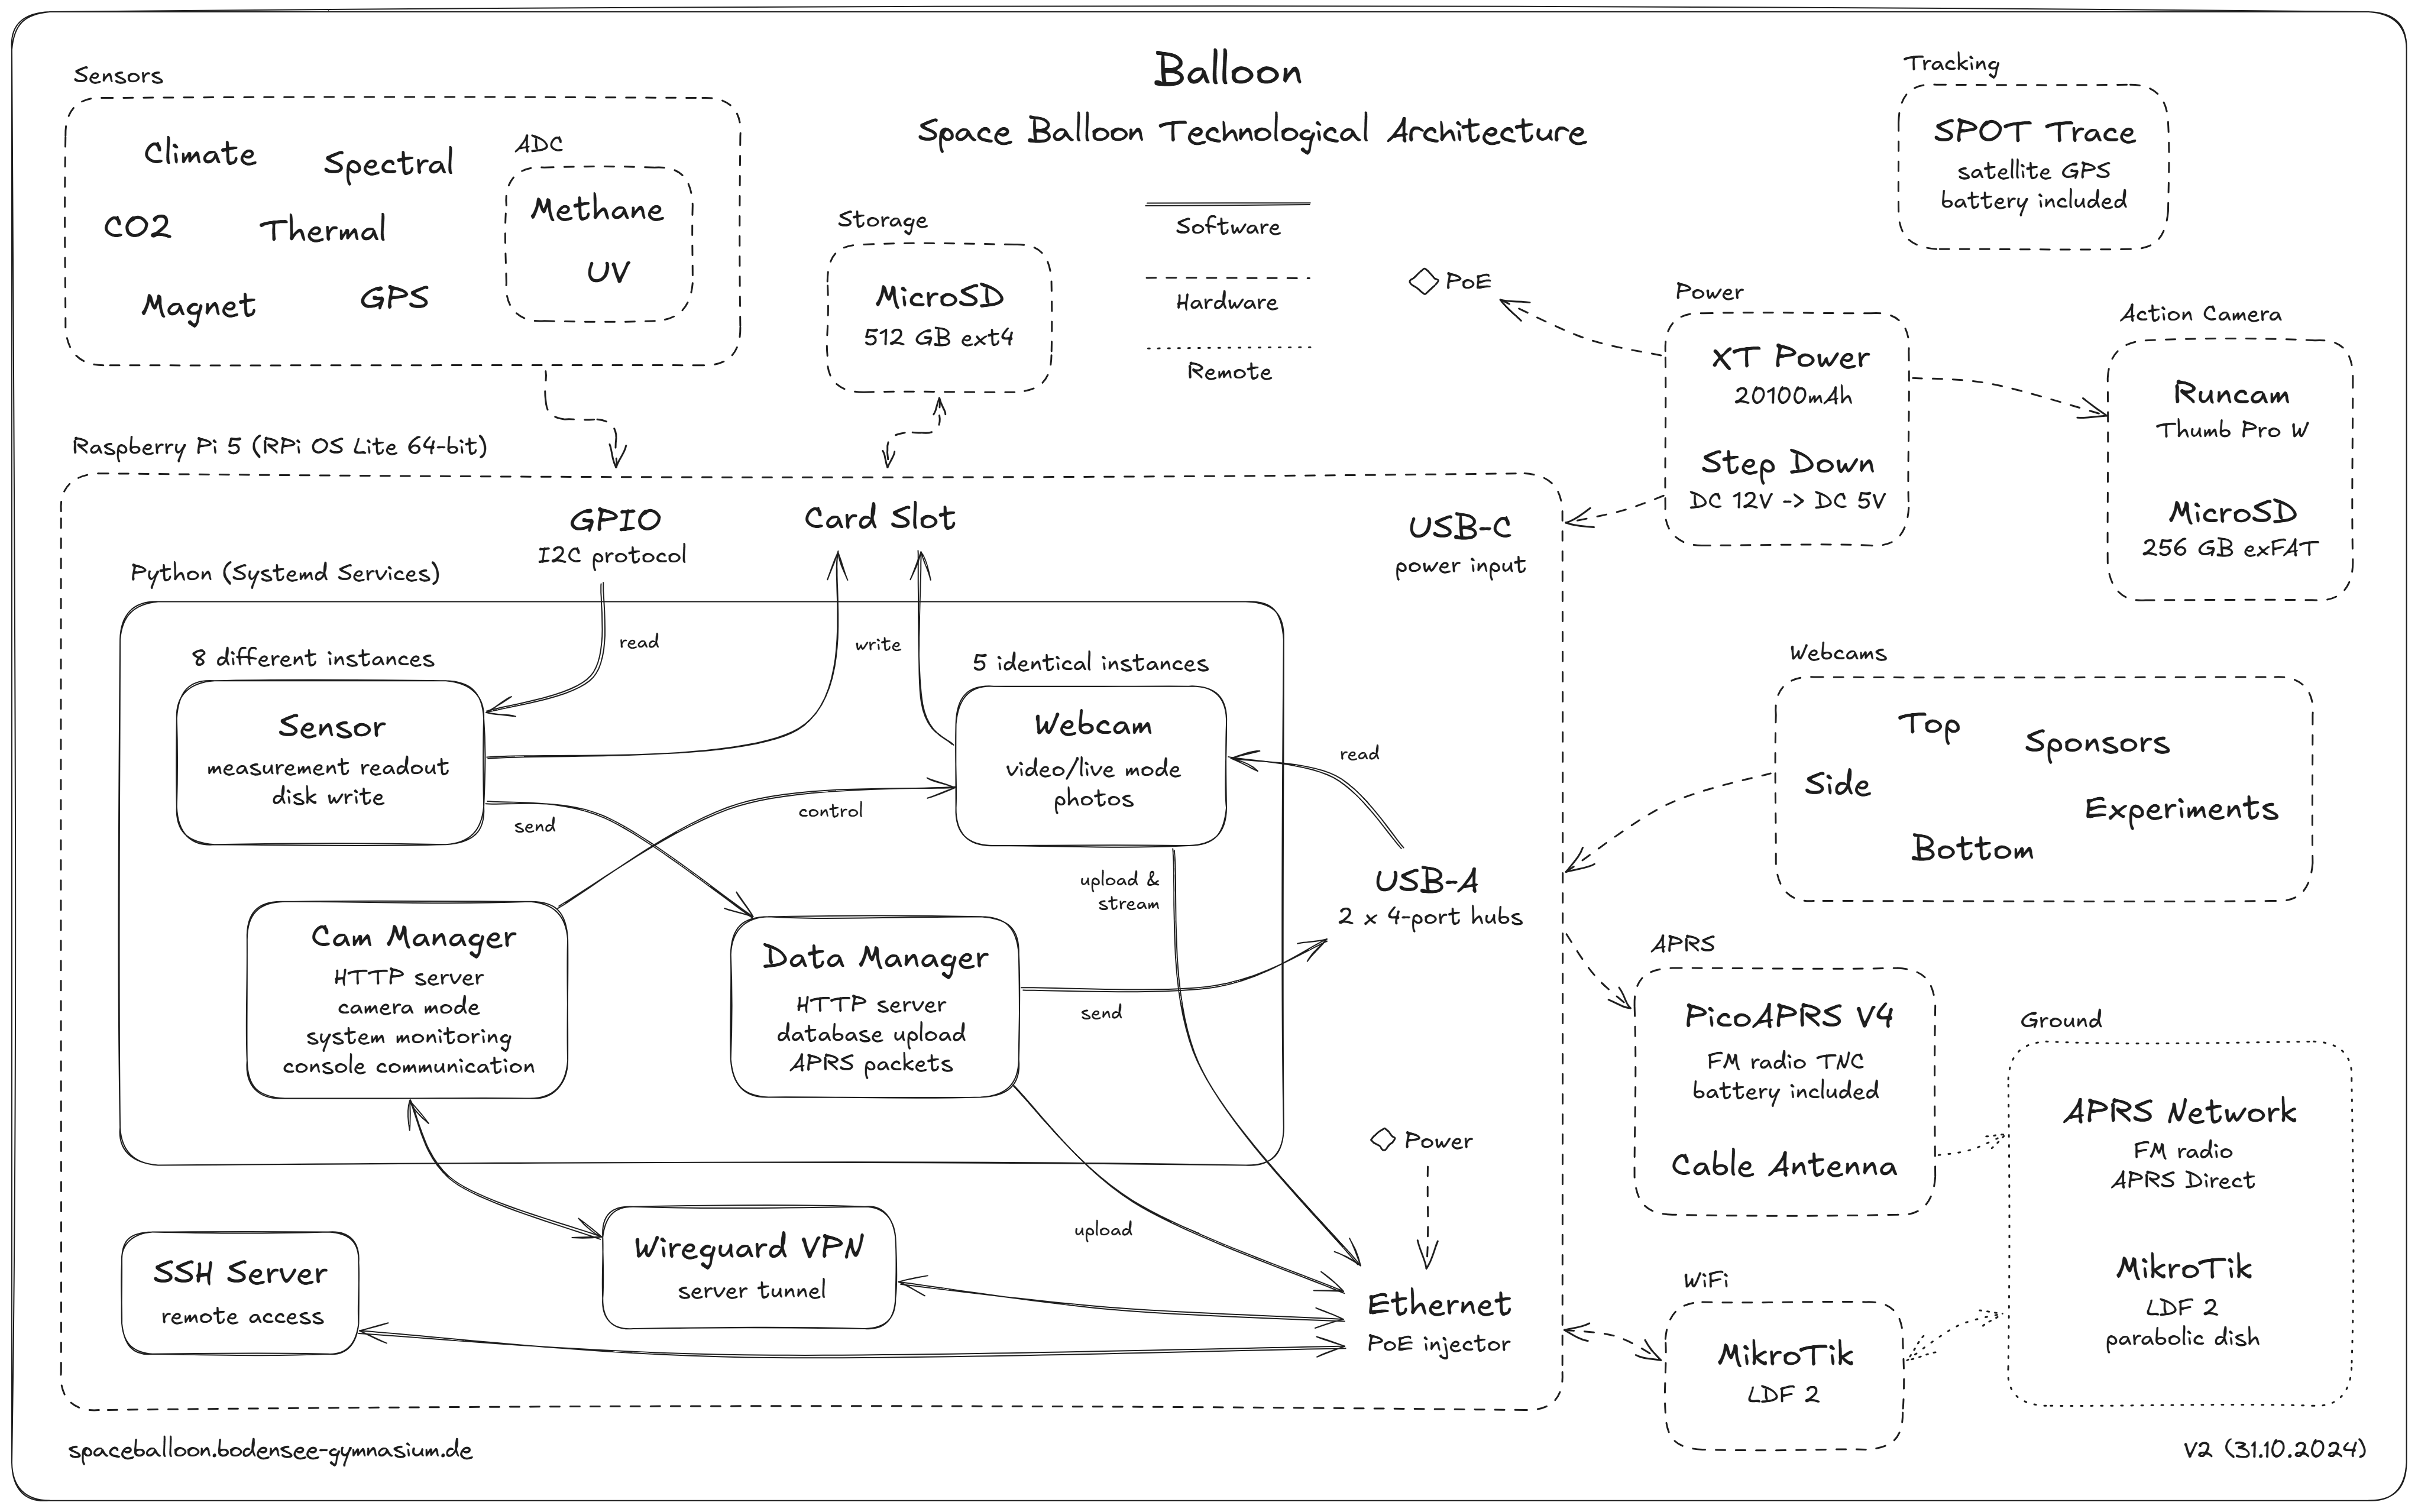 Balloon
Space Balloon Technological Architecture
Software
Hardware
Remote
Sensors
Climate
Spectral
CO2
Thermal
Magnet
GPS
ADC
Methane
UV
Storage
MicroSD
512 GB ext4
PoE
Tracking
SPOT Trace
satellite GPS
battery included
Power
XT Power
20100mAh
Step Down
DC 12V -> DC 5V
Action Camera
Runcam
Thumb Pro W
MicroSD
256 GB exFAT
Raspberry Pi 5 (RPi OS Lite 64-bit)
GPIO
I2C protocol
Card Slot
USB-C
power input
Python (Systemd Services)
read
write
8 different instances
Sensor
measurement readout
disk write
5 identical instances
Webcam
video/live mode
photos
read
send
control
Cam Manager
HTTP server
camera mode
system monitoring
console communication
Data Manager
HTTP server
database upload
APRS packets
upload &
stream
USB-A
2 x 4-port hubs
send
upload
Power
SSH Server
remote access
Wireguard VPN
server tunnel
Ethernet
PoE injector
Webcams
Top
Sponsors
Side
Experiments
Bottom
APRS
PicoAPRS V4
FM radio TNC
battery included
Cable Antenna
Ground
APRS Network
FM radio
APRS Direct
MikroTik
LDF 2
parabolic dish
WiFi
MikroTik
LDF 2
spaceballoon.bodensee-gymnasium.de
V2 (31.10.2024)